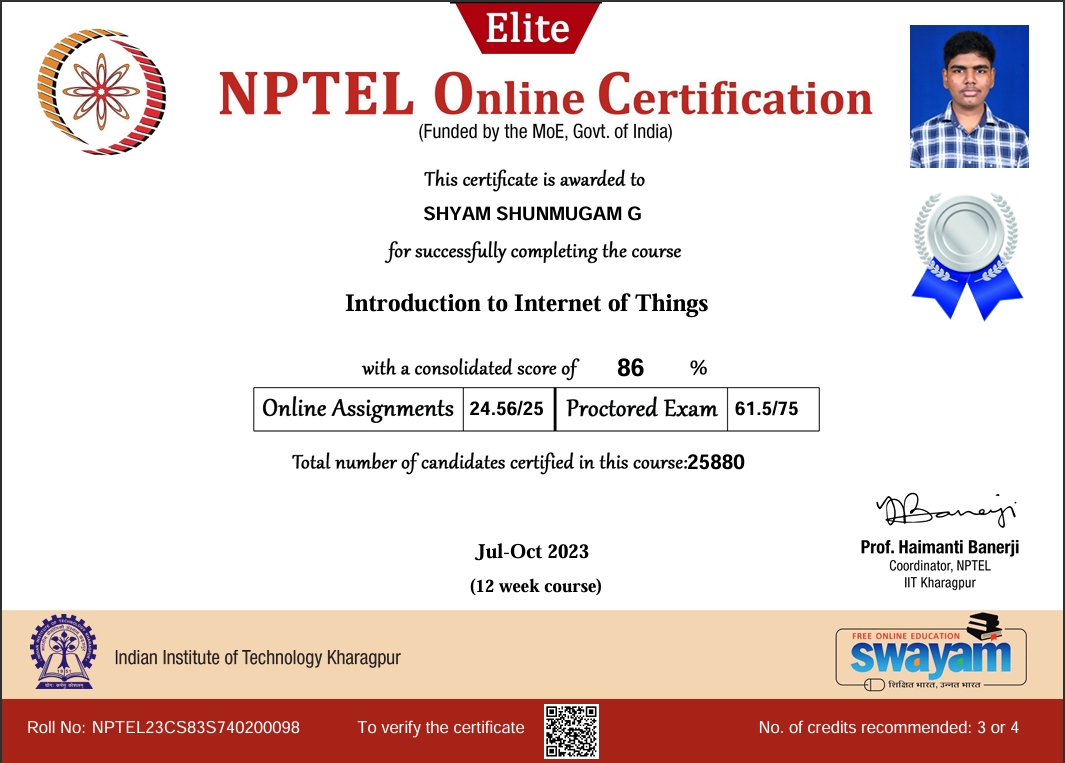 Elite
NPTEL Online Certification
(Funded by the MoE, Govt. of India)
This certificate is awarded to
SHYAM SHUNMUGAM G
for successfully completing the course
Introduction to Internet of Things
with a consolidated score of 86 %
Online Assignments 24.56/25 Proctored Exam 61.5/75
Total number of candidates certified in this course:25880
Jul-Oct 2023
(12 week course)
Prof. Haimanti Banerji
Coordinator, NPTEL
IIT Kharagpur
Indian Institute of Technology Kharagpur
FREE ONLINE EDUCATION
swayam
शिक्षित भारत, उन्नत भारत
Roll No: NPTEL23CS83S740200098
To verify the certificate
No. of credits recommended: 3 or 4